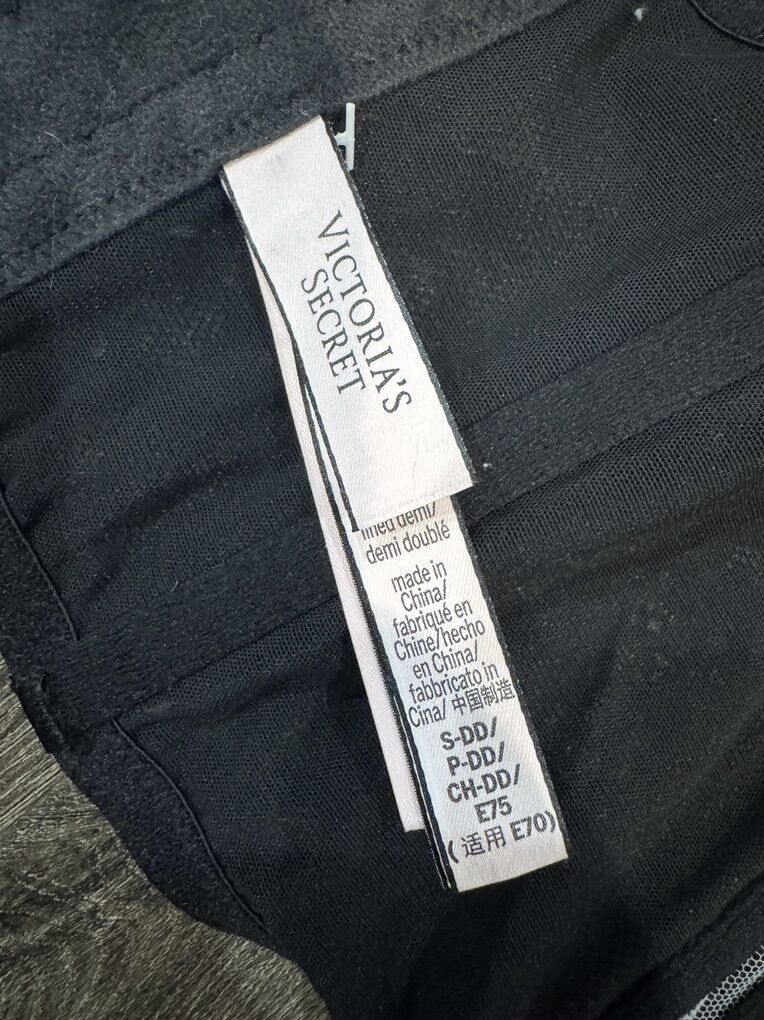 VICTORIA'S
SECRET
lined demi/
demi doublé
made in
China/
fabriqué en
Chine/hecho
en China/
fabbricato in
Cina/ 中国制造
S-DD/
P-DD/
CH-DD/
E75
(适用 E70)